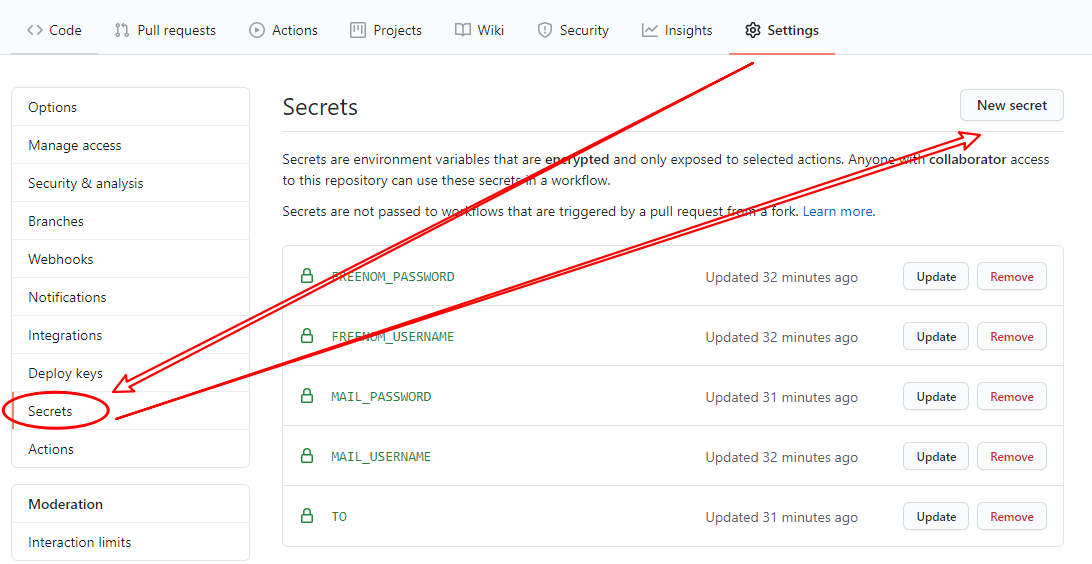 Code Pull requests Actions Projects Wiki Security Insights Settings
Options
Manage access
Security & analysis
Branches
Webhooks
Notifications
Integrations
Deploy keys
Secrets
Actions
Moderation
Interaction limits
Secrets
New secret
Secrets are environment variables that are encrypted and only exposed to selected actions. Anyone with collaborator access
to this repository can use these secrets in a workflow.
Secrets are not passed to workflows that are triggered by a pull request from a fork. Learn more.
FREENOM_PASSWORD Updated 32 minutes ago Update Remove
FREENOM_USERNAME Updated 32 minutes ago Update Remove
MAIL_PASSWORD Updated 31 minutes ago Update Remove
MAIL_USERNAME Updated 32 minutes ago Update Remove
TO Updated 31 minutes ago Update Remove